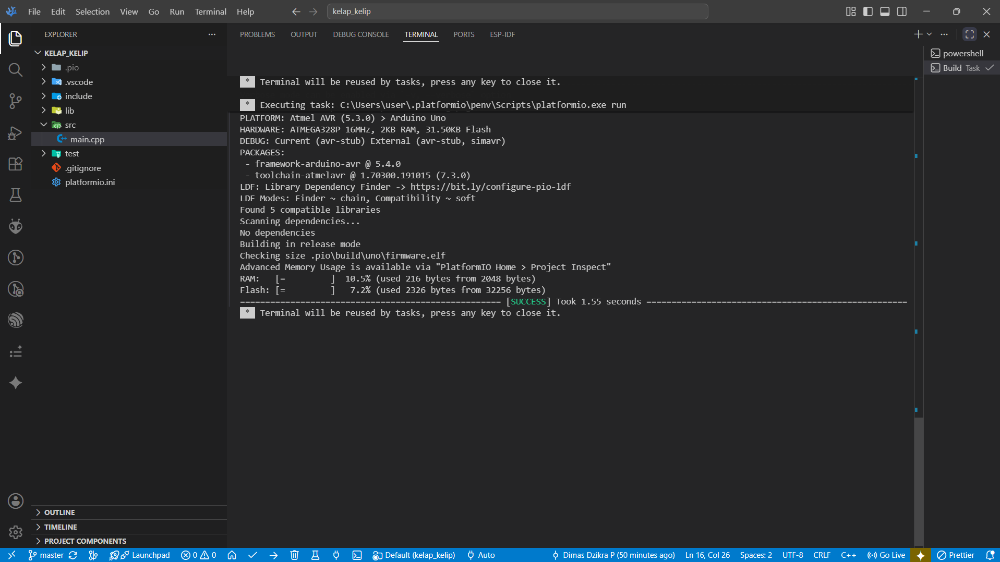 File Edit Selection View Go Run Terminal Help
kelap_kelip
EXPLORER
KELAP_KELIP
.pio
.vscode
include
lib
src
main.cpp
test
.gitignore
platformio.ini
OUTLINE
TIMELINE
PROJECT COMPONENTS
PROBLEMS OUTPUT DEBUG CONSOLE TERMINAL PORTS ESP-IDF
powershell
Build Task
* Terminal will be reused by tasks, press any key to close it.
* Executing task: C:\Users\user\.platformio\penv\Scripts\platformio.exe run
PLATFORM: Atmel AVR (5.3.0) > Arduino Uno
HARDWARE: ATMEGA328P 16MHz, 2KB RAM, 31.50KB Flash
DEBUG: Current (avr-stub) External (avr-stub, simavr)
PACKAGES:
- framework-arduino-avr @ 5.4.0
- toolchain-atmelavr @ 1.70300.191015 (7.3.0)
LDF: Library Dependency Finder -> https://bit.ly/configure-pio-ldf
LDF Modes: Finder ~ chain, Compatibility ~ soft
Found 5 compatible libraries
Scanning dependencies...
No dependencies
Building in release mode
Checking size .pio\build\uno\firmware.elf
Advanced Memory Usage is available via "PlatformIO Home > Project Inspect"
RAM:   [=         ]  10.5% (used 216 bytes from 2048 bytes)
Flash: [=         ]   7.2% (used 2326 bytes from 32256 bytes)
==================================================== [SUCCESS] Took 1.55 seconds ====================================================
* Terminal will be reused by tasks, press any key to close it.
master Launchpad 0 0 Default (kelap_kelip) Auto Dimas Dzikra P (50 minutes ago) Ln 16, Col 26 Spaces: 2 UTF-8 CRLF C++ Go Live Prettier